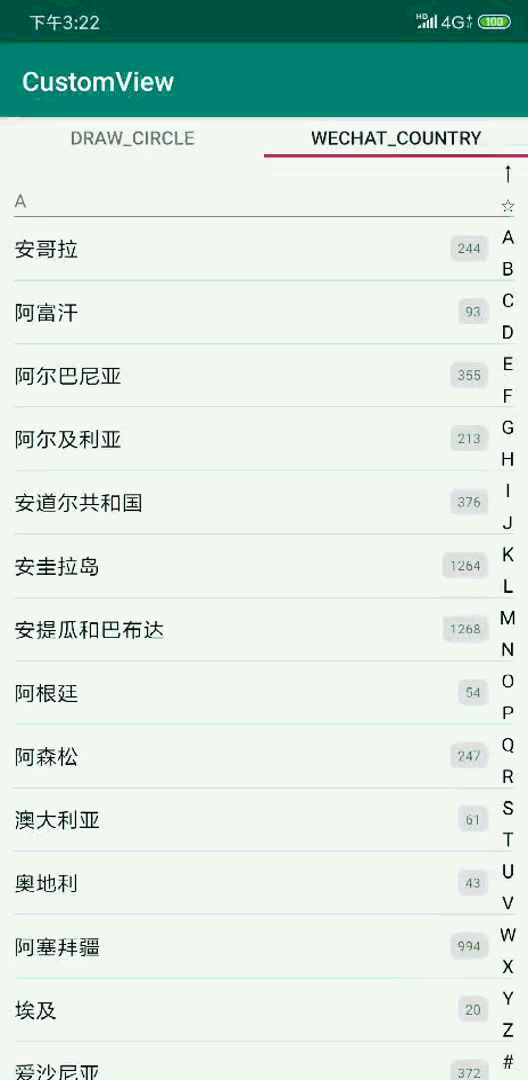 下午3:22 HD 4G 100
CustomView
DRAW_CIRCLE WECHAT_COUNTRY
↑
☆
A
安哥拉 244
阿富汗 93
阿尔巴尼亚 355
阿尔及利亚 213
安道尔共和国 376
安圭拉岛 1264
安提瓜和巴布达 1268
阿根廷 54
阿森松 247
澳大利亚 61
奥地利 43
阿塞拜疆 994
埃及 20
爱沙尼亚 372
A
B
C
D
E
F
G
H
I
J
K
L
M
N
O
P
Q
R
S
T
U
V
W
X
Y
Z
#